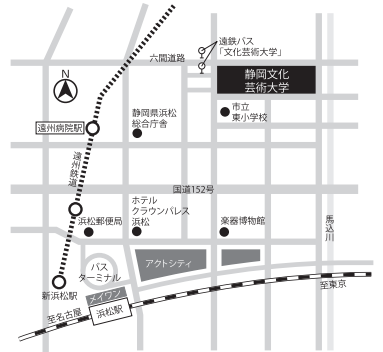 遠鉄バス
「文化芸術大学」
六間道路
N
静岡文化
芸術大学
静岡県浜松
総合庁舎
市立
東小学校
遠州病院駅
遠州鉄道
国道152号
浜松郵便局
ホテル
クラウンパレス
浜松
楽器博物館
馬込川
バス
ターミナル
アクトシティ
新浜松駅
メイワン
浜松駅
至名古屋
至東京